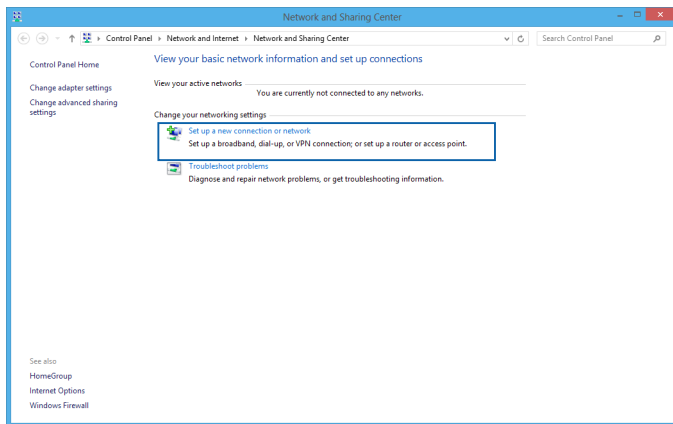 Network and Sharing Center
Control Panel Network and Internet Network and Sharing Center
Search Control Panel
Control Panel Home
Change adapter settings
Change advanced sharing
settings
View your basic network information and set up connections
View your active networks
You are currently not connected to any networks.
Change your networking settings
Set up a new connection or network
Set up a broadband, dial-up, or VPN connection; or set up a router or access point.
Troubleshoot problems
Diagnose and repair network problems, or get troubleshooting information.
See also
HomeGroup
Internet Options
Windows Firewall